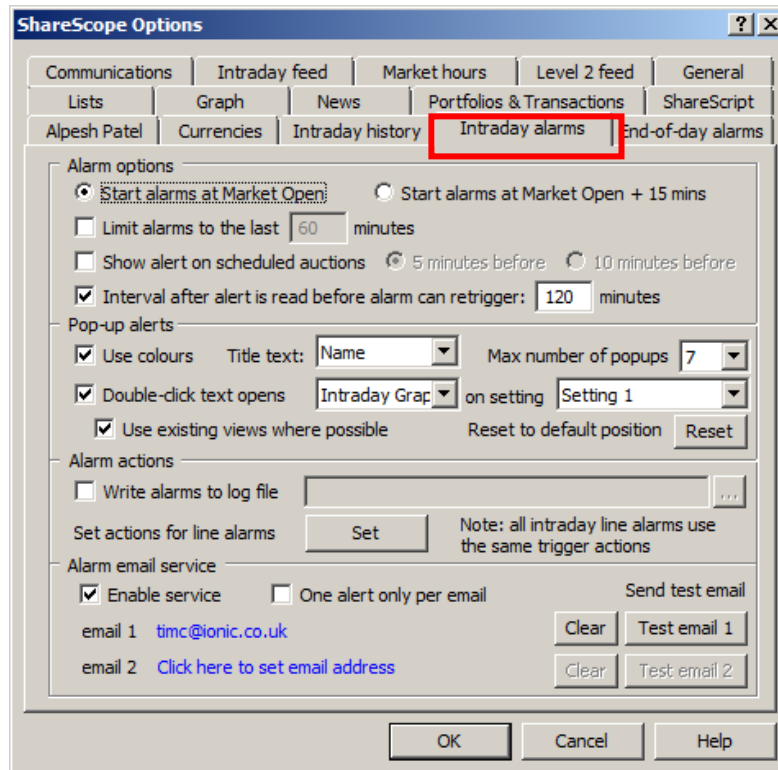 ShareScope Options
Communications Intraday feed Market hours Level 2 feed General
Lists Graph News Portfolios & Transactions ShareScript
Alpesh Patel Currencies Intraday history Intraday alarms End-of-day alarms
Alarm options
Start alarms at Market Open Start alarms at Market Open + 15 mins
Limit alarms to the last 60 minutes
Show alert on scheduled auctions 5 minutes before 10 minutes before
Interval after alert is read before alarm can retrigger: 120 minutes
Pop-up alerts
Use colours Title text: Name Max number of popups 7
Double-click text opens Intraday Grap on setting Setting 1
Use existing views where possible Reset to default position Reset
Alarm actions
Write alarms to log file ...
Set actions for line alarms Set Note: all intraday line alarms use
the same trigger actions
Alarm email service
Enable service One alert only per email Send test email
email 1 timc@ionic.co.uk Clear Test email 1
email 2 Click here to set email address Clear Test email 2
OK Cancel Help